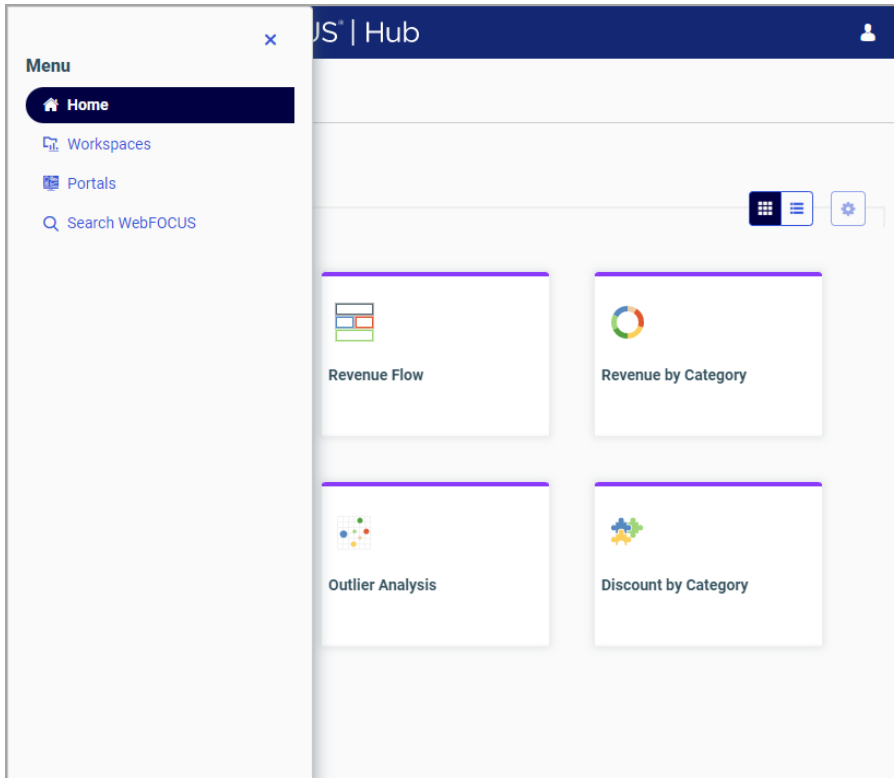 US® | Hub
Menu
Home
Workspaces
Portals
Search WebFOCUS
Revenue Flow
Revenue by Category
Outlier Analysis
Discount by Category